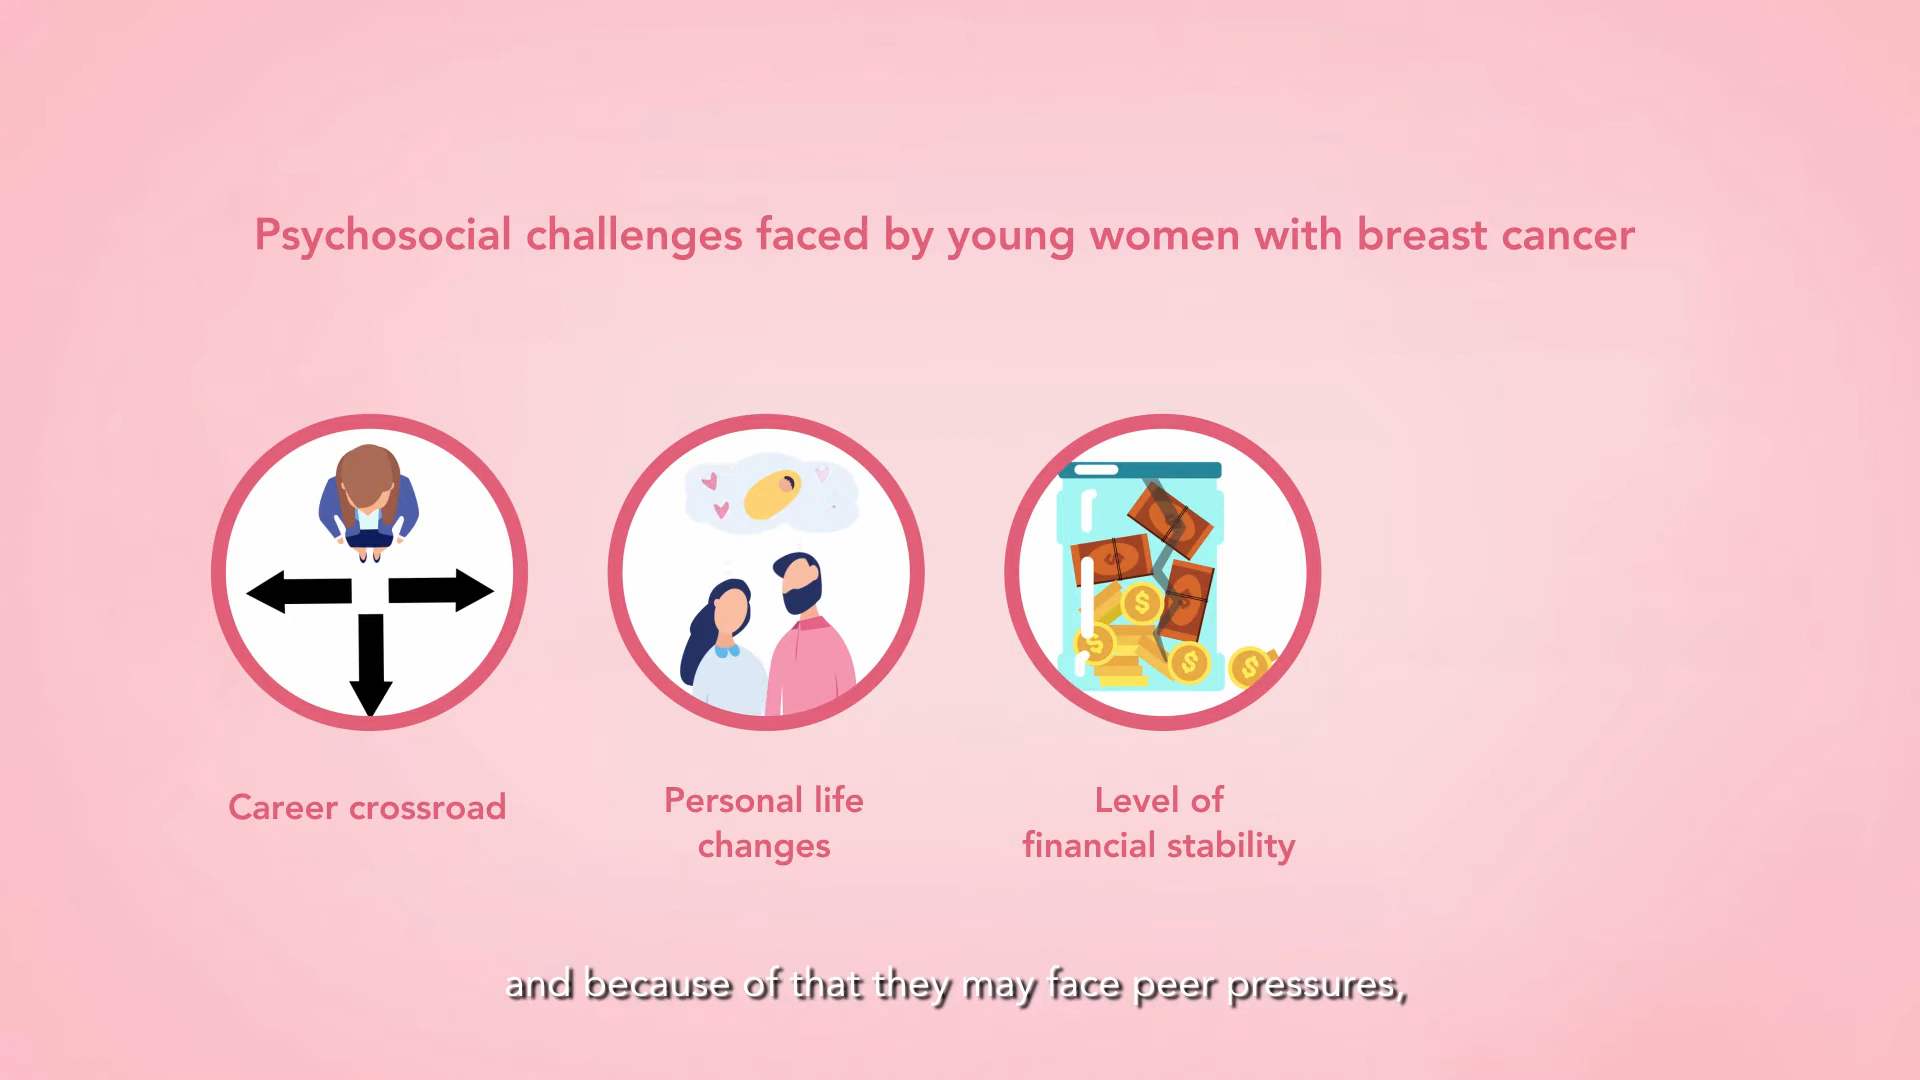 Psychosocial challenges faced by young women with breast cancer
Career crossroad
Personal life
changes
Level of
financial stability
and because of that they may face peer pressures,